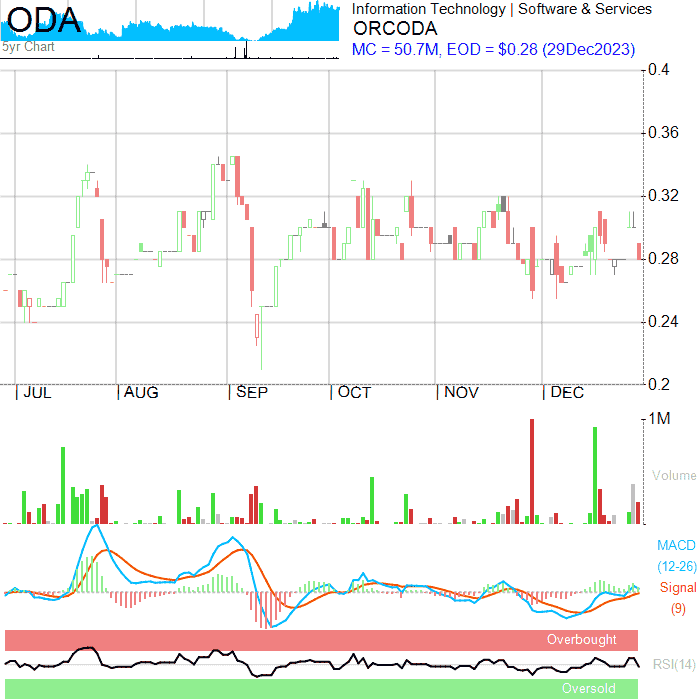 ODA
5yr Chart
Information Technology | Software & Services
ORCODA
MC = 50.7M, EOD = $0.28 (29Dec2023)
0.4
0.36
0.32
0.28
0.24
0.2
| JUL | AUG | SEP | OCT | NOV | DEC
1M
Volume
MACD
(12-26)
Signal
(9)
Overbought
RSI(14)
Oversold